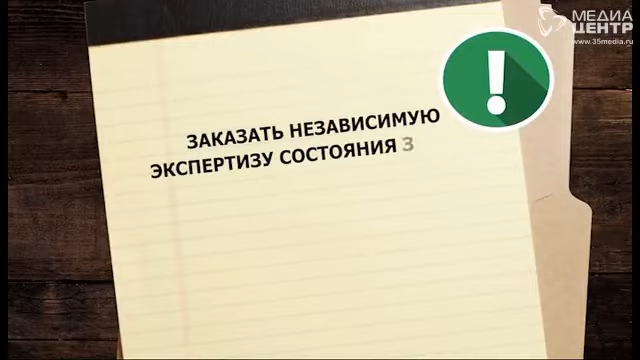 МЕДИА
ЦЕНТР
www.35media.ru
!
ЗАКАЗАТЬ НЕЗАВИСИМУЮ
ЭКСПЕРТИЗУ СОСТОЯНИЯ З